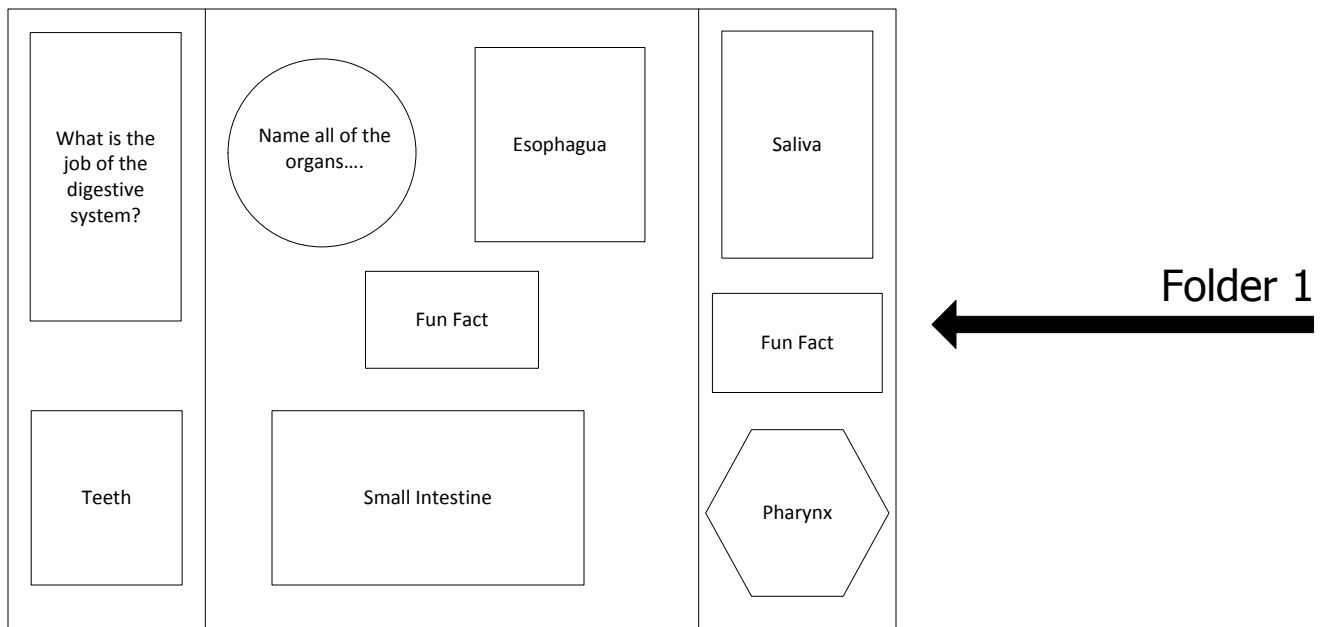 What is the
job of the
digestive
system?
Teeth
Name all of the
organs….
Esophagua
Fun Fact
Small Intestine
Saliva
Fun Fact
Pharynx
Folder 1